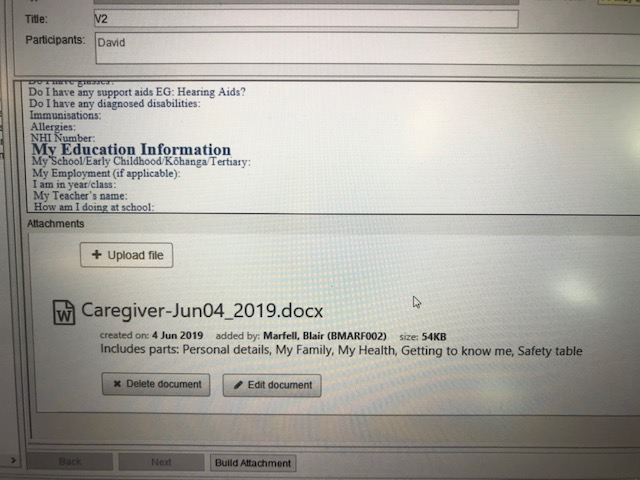 Title: V2
Participants: David
Do I have glasses:
Do I have any support aids EG: Hearing Aids?
Do I have any diagnosed disabilities:
Immunisations:
Allergies:
NHI Number:
My Education Information
My School/Early Childhood/Kōhanga/Tertiary:
My Employment (if applicable):
I am in year/class:
My Teacher's name:
How am I doing at school:
Attachments
+ Upload file
Caregiver-Jun04_2019.docx
created on: 4 Jun 2019 added by: Marfell, Blair (BMARF002) size: 54KB
Includes parts: Personal details, My Family, My Health, Getting to know me, Safety table
Delete document Edit document
Back Next Build Attachment